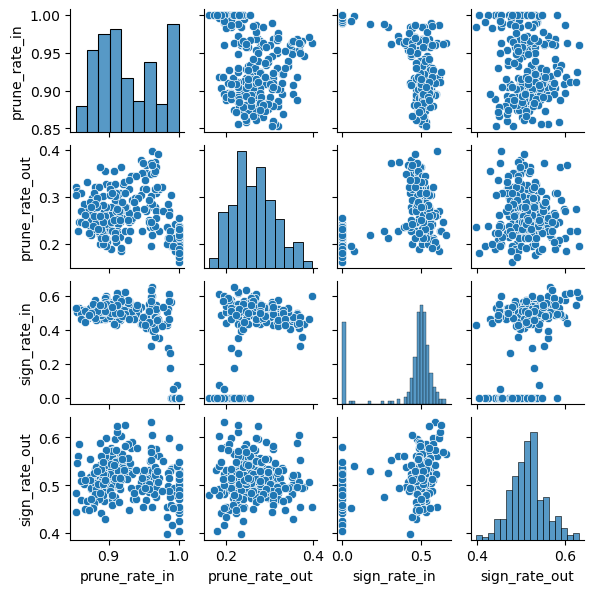 prune_rate_in
1.00
0.95
0.90
0.85
prune_rate_out
0.4
0.3
0.2
sign_rate_in
0.6
0.4
0.2
0.0
sign_rate_out
0.6
0.5
0.4
0.9 1.0 0.2 0.4 0.0 0.5 0.4 0.6
prune_rate_in prune_rate_out sign_rate_in sign_rate_out